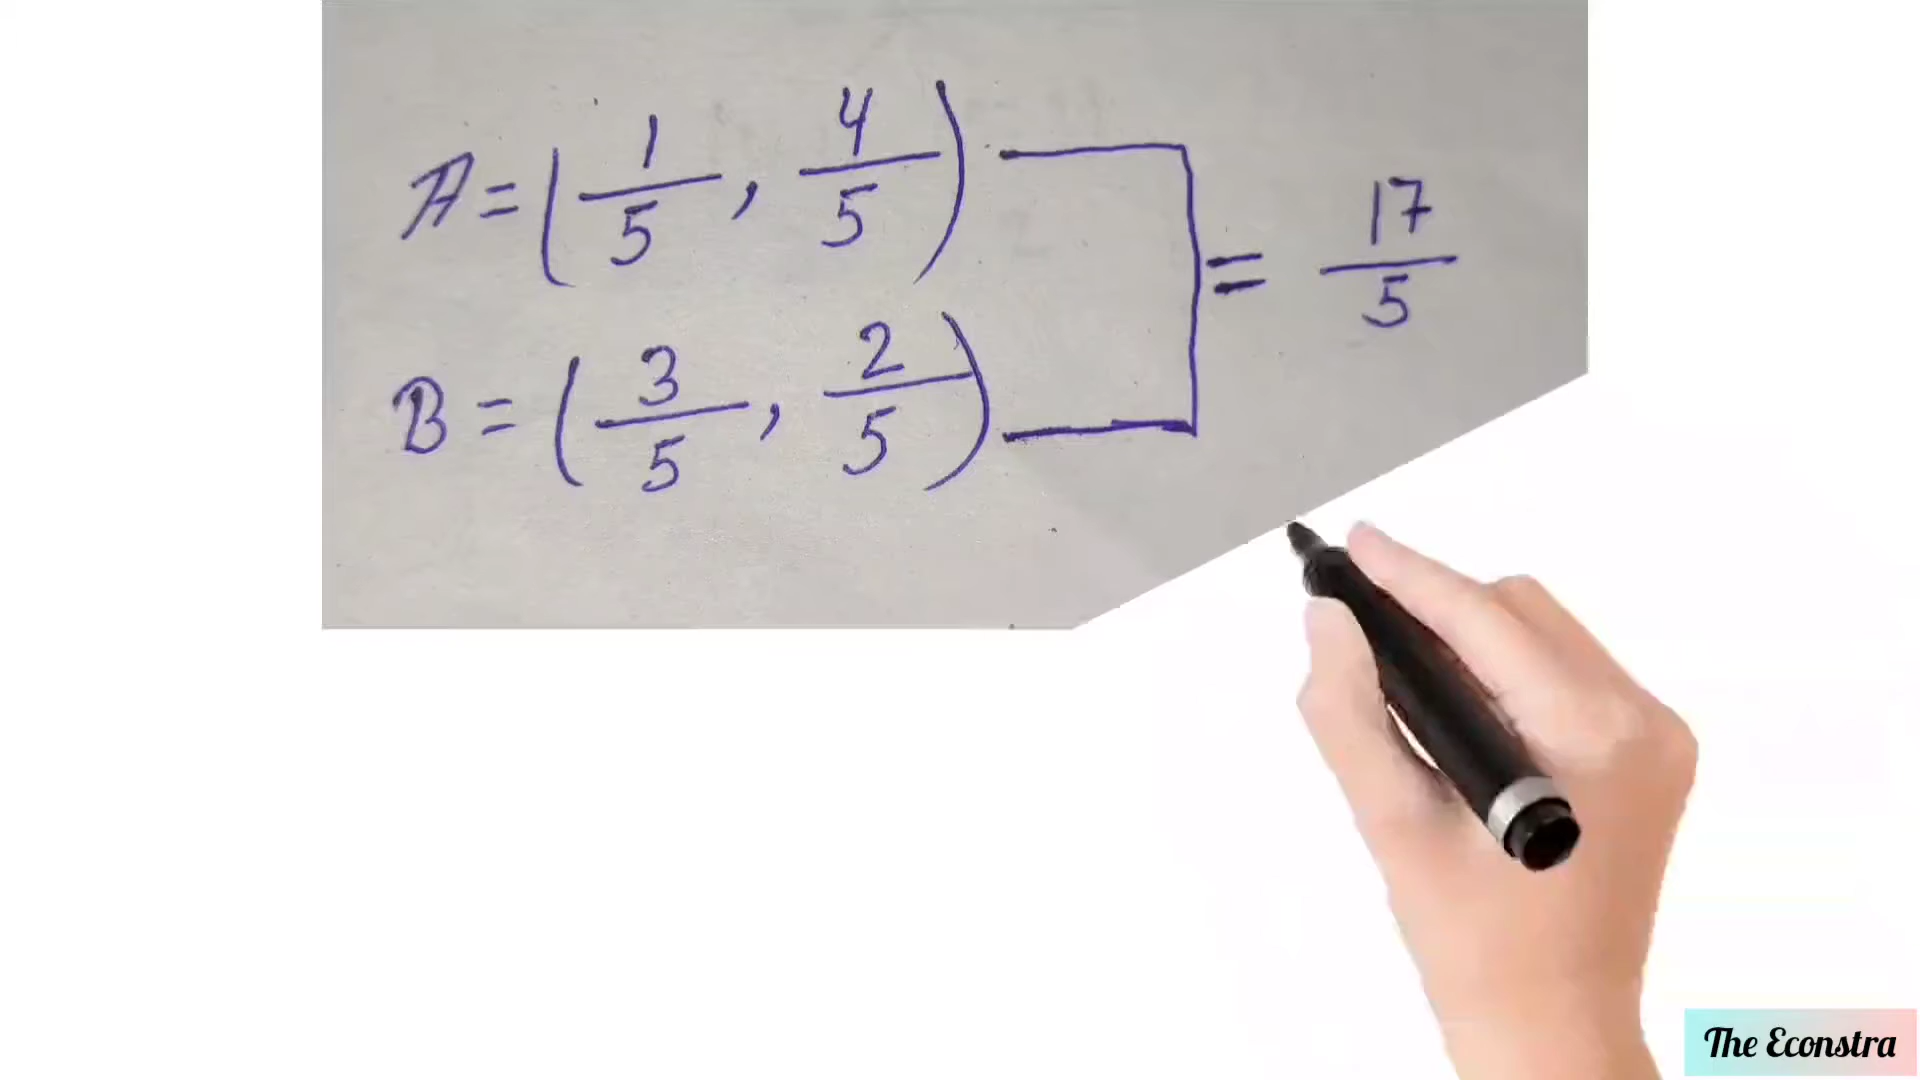 A = (1/5, 4/5)
= 17/5
B = (3/5, 2/5)
The Econstra